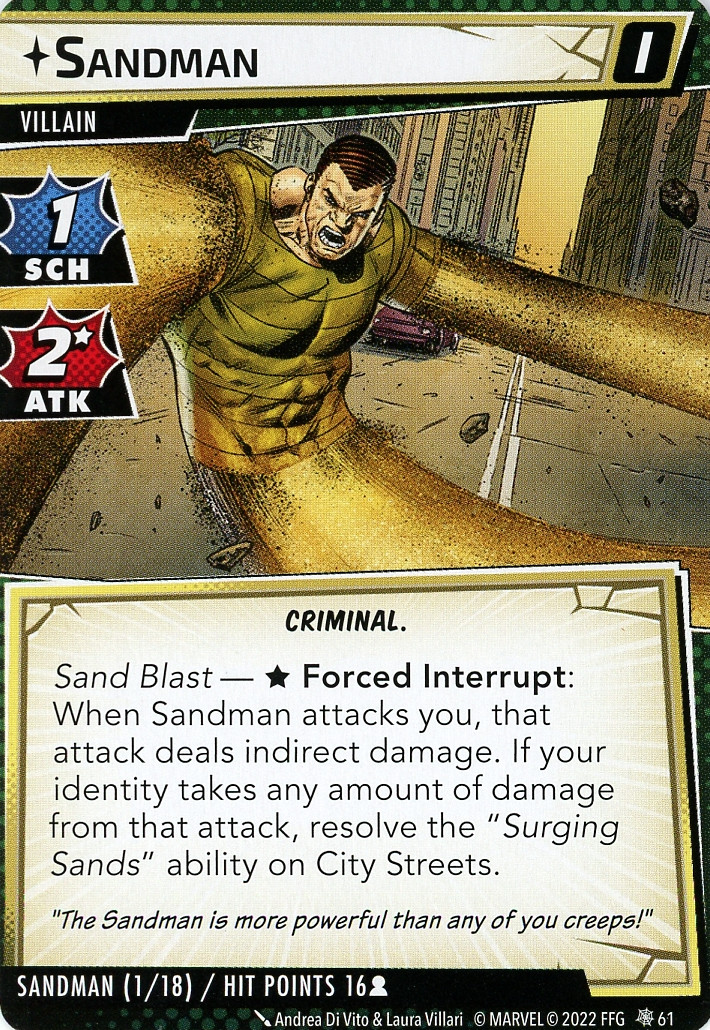 SANDMAN
I
VILLAIN
1
SCH
2★
ATK
CRIMINAL.
Sand Blast — ★ Forced Interrupt:
When Sandman attacks you, that
attack deals indirect damage. If your
identity takes any amount of damage
from that attack, resolve the “Surging
Sands” ability on City Streets.
"The Sandman is more powerful than any of you creeps!"
SANDMAN (1/18) / HIT POINTS 16
Andrea Di Vito & Laura Villari © MARVEL © 2022 FFG 61